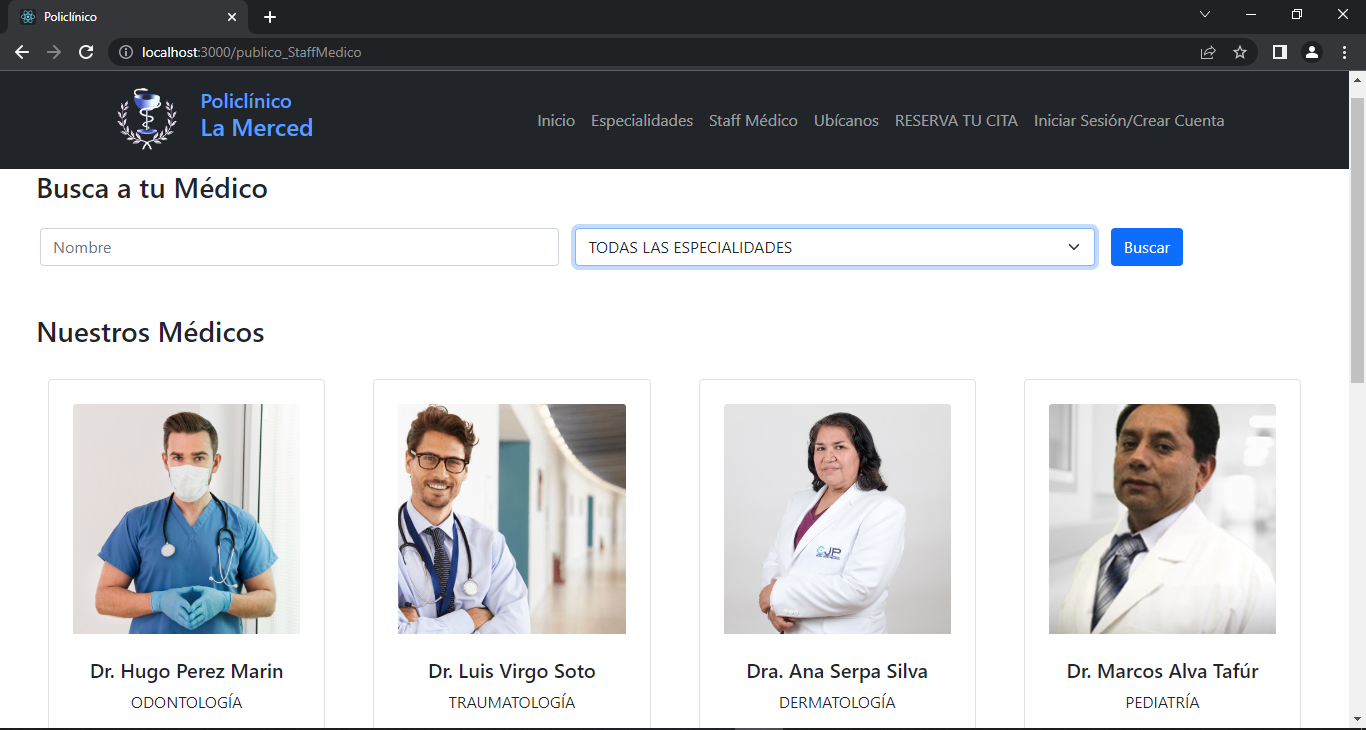 Policlínico
localhost:3000/publico_StaffMedico
Policlínico
La Merced
Inicio Especialidades Staff Médico Ubícanos RESERVA TU CITA Iniciar Sesión/Crear Cuenta
Busca a tu Médico
Nombre TODAS LAS ESPECIALIDADES Buscar
Nuestros Médicos
JP
Dr. Hugo Perez Marin Dr. Luis Virgo Soto Dra. Ana Serpa Silva Dr. Marcos Alva Tafúr
ODONTOLOGÍA TRAUMATOLOGÍA DERMATOLOGÍA PEDIATRÍA